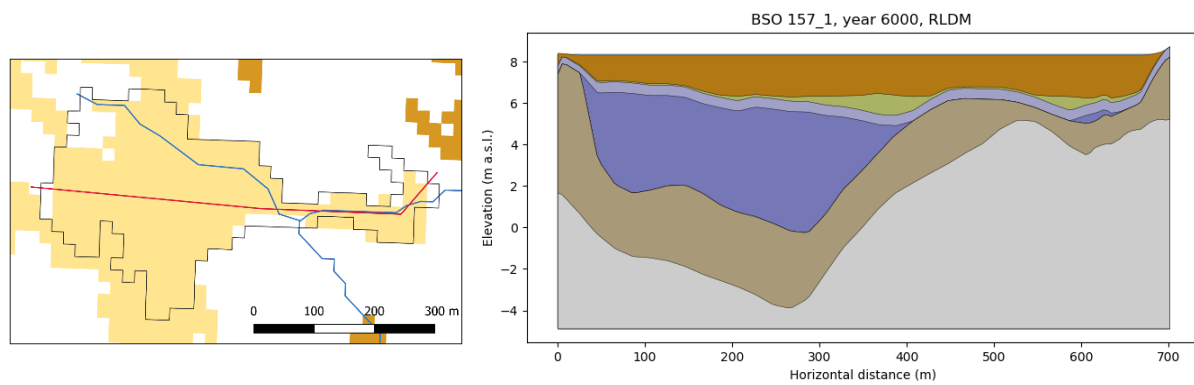 BSO 157_1, year 6000, RLDM
0 100 200 300 m
Elevation (m a.s.l.)
8
6
4
2
0
−2
−4
0 100 200 300 400 500 600 700
Horizontal distance (m)